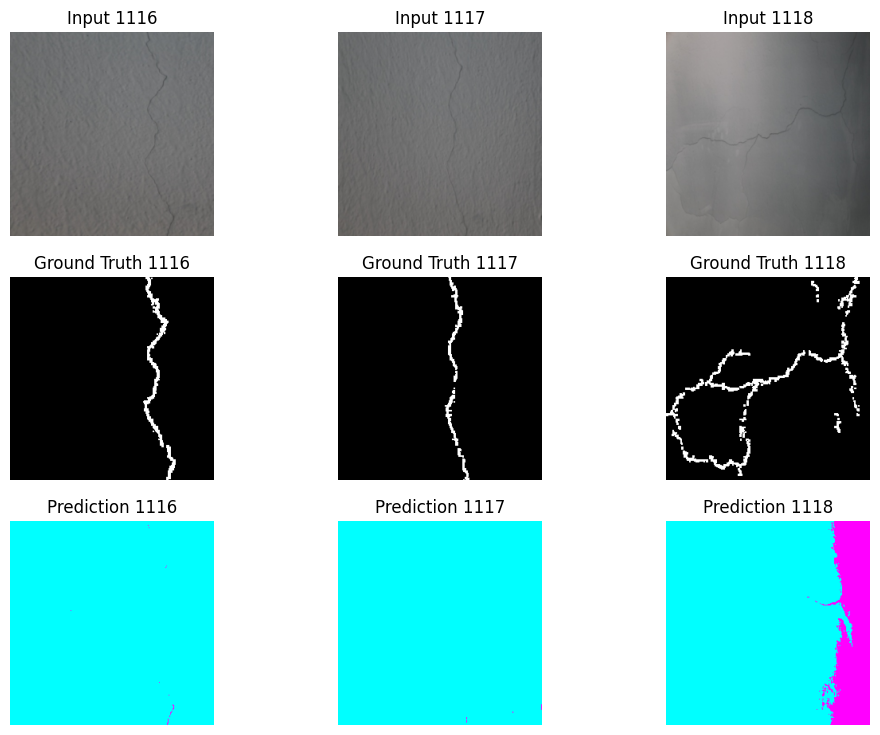 Input 1116
Input 1117
Input 1118
Ground Truth 1116
Ground Truth 1117
Ground Truth 1118
Prediction 1116
Prediction 1117
Prediction 1118